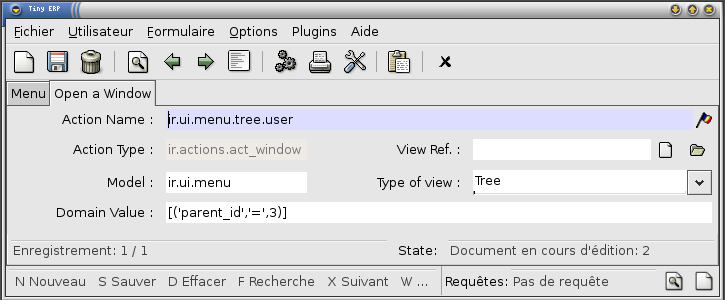 Tiny ERP
Fichier Utilisateur Formulaire Options Plugins Aide
Menu Open a Window
Action Name : ir.ui.menu.tree.user
Action Type : ir.actions.act_window View Ref. :
Model : ir.ui.menu Type of view : Tree
Domain Value : [('parent_id','=',3)]
Enregistrement: 1 / 1 State: Document en cours d'édition: 2
N Nouveau S Sauver D Effacer F Recherche X Suivant W ... Requêtes: Pas de requête